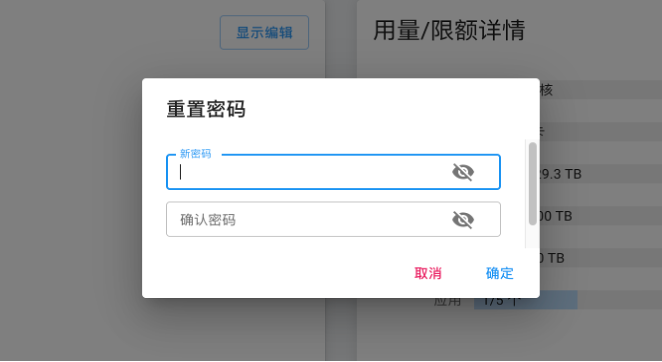 显示编辑
用量/限额详情
重置密码
新密码
确认密码
取消
确定
核
29.3 TB
00 TB
0 TB
应用
1/5 个